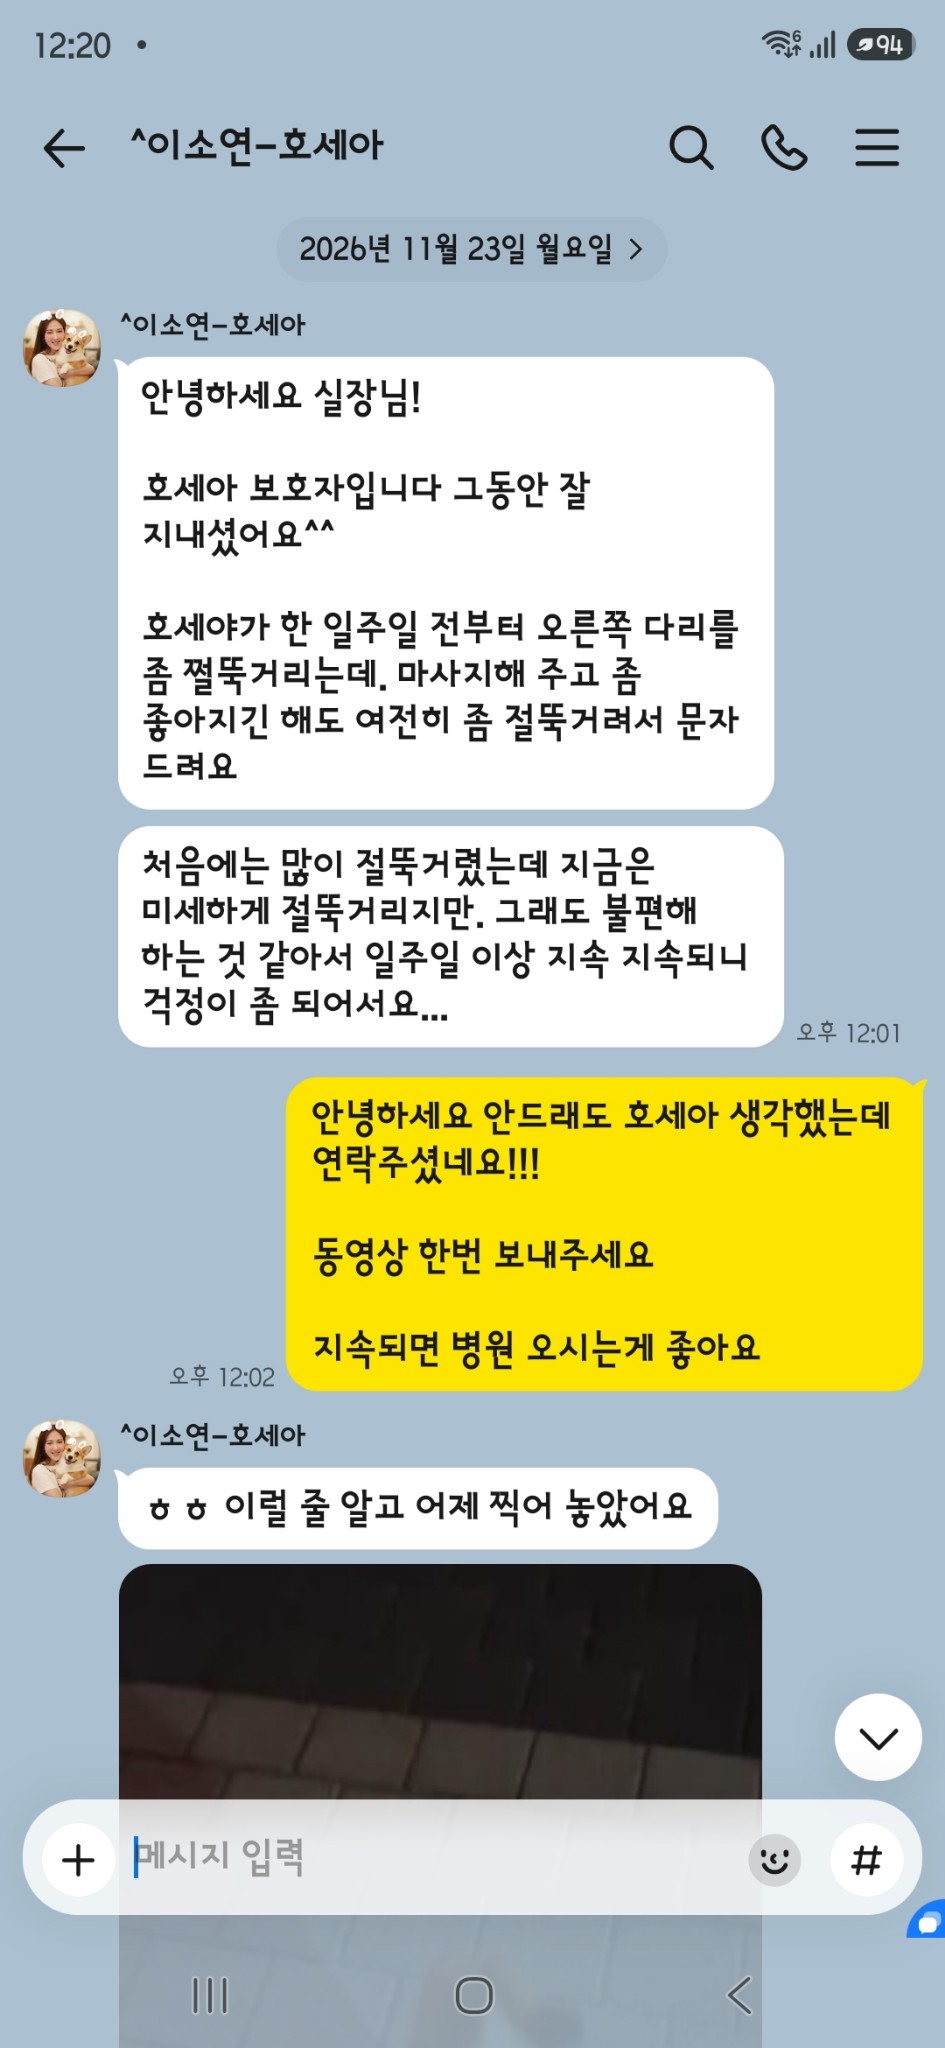 12:20
6
94
^이소연-호세아
2026년 11월 23일 월요일 >
^이소연-호세아
안녕하세요 실장님!
호세아 보호자입니다 그동안 잘
지내셨어요^^
호세야가 한 일주일 전부터 오른쪽 다리를
좀 쩔뚝거리는데. 마사지해 주고 좀
좋아지긴 해도 여전히 좀 절뚝거려서 문자
드려요
처음에는 많이 절뚝거렸는데 지금은
미세하게 절뚝거리지만. 그래도 불편해
하는 것 같아서 일주일 이상 지속 지속되니
걱정이 좀 되어서요...
오후 12:01
안녕하세요 안드래도 호세아 생각했는데
연락주셨네요!!!
동영상 한번 보내주세요
지속되면 병원 오시는게 좋아요
오후 12:02
^이소연-호세아
ㅎㅎ 이럴 줄 알고 어제 찍어 놓았어요
메시지 입력
#